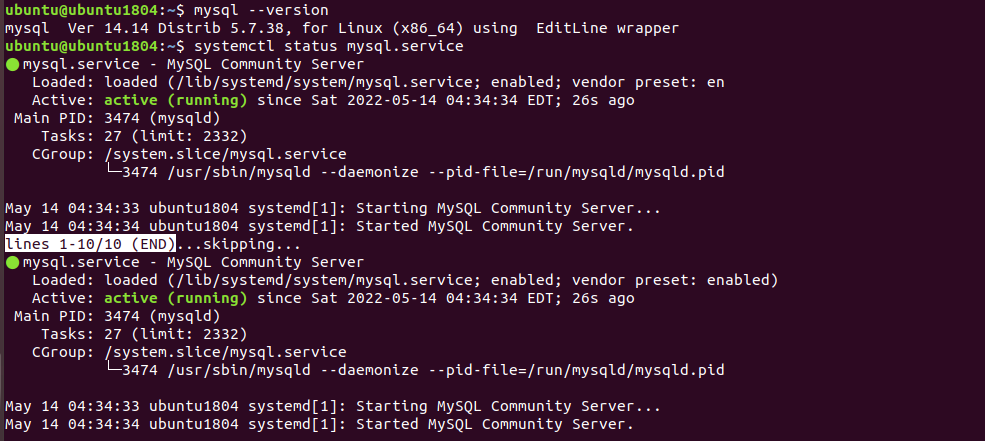 ubuntu@ubuntu1804:~$ mysql --version
mysql  Ver 14.14 Distrib 5.7.38, for Linux (x86_64) using  EditLine wrapper
ubuntu@ubuntu1804:~$ systemctl status mysql.service
● mysql.service - MySQL Community Server
   Loaded: loaded (/lib/systemd/system/mysql.service; enabled; vendor preset: en
   Active: active (running) since Sat 2022-05-14 04:34:34 EDT; 26s ago
 Main PID: 3474 (mysqld)
    Tasks: 27 (limit: 2332)
   CGroup: /system.slice/mysql.service
           └─3474 /usr/sbin/mysqld --daemonize --pid-file=/run/mysqld/mysqld.pid

May 14 04:34:33 ubuntu1804 systemd[1]: Starting MySQL Community Server...
May 14 04:34:34 ubuntu1804 systemd[1]: Started MySQL Community Server.
lines 1-10/10 (END)...skipping...
● mysql.service - MySQL Community Server
   Loaded: loaded (/lib/systemd/system/mysql.service; enabled; vendor preset: enabled)
   Active: active (running) since Sat 2022-05-14 04:34:34 EDT; 26s ago
 Main PID: 3474 (mysqld)
    Tasks: 27 (limit: 2332)
   CGroup: /system.slice/mysql.service
           └─3474 /usr/sbin/mysqld --daemonize --pid-file=/run/mysqld/mysqld.pid

May 14 04:34:33 ubuntu1804 systemd[1]: Starting MySQL Community Server...
May 14 04:34:34 ubuntu1804 systemd[1]: Started MySQL Community Server.